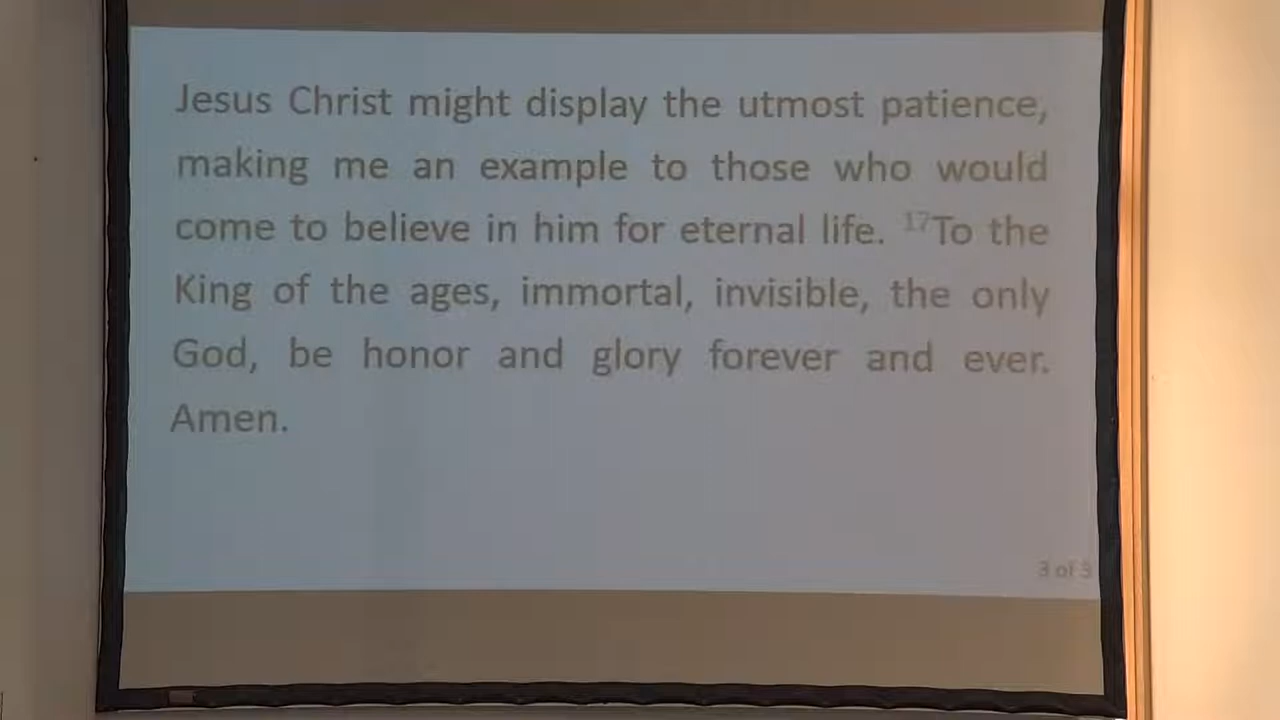 Jesus Christ might display the utmost patience,
making me an example to those who would
come to believe in him for eternal life. ¹⁷To the
King of the ages, immortal, invisible, the only
God, be honor and glory forever and ever.
Amen.
3 of 3